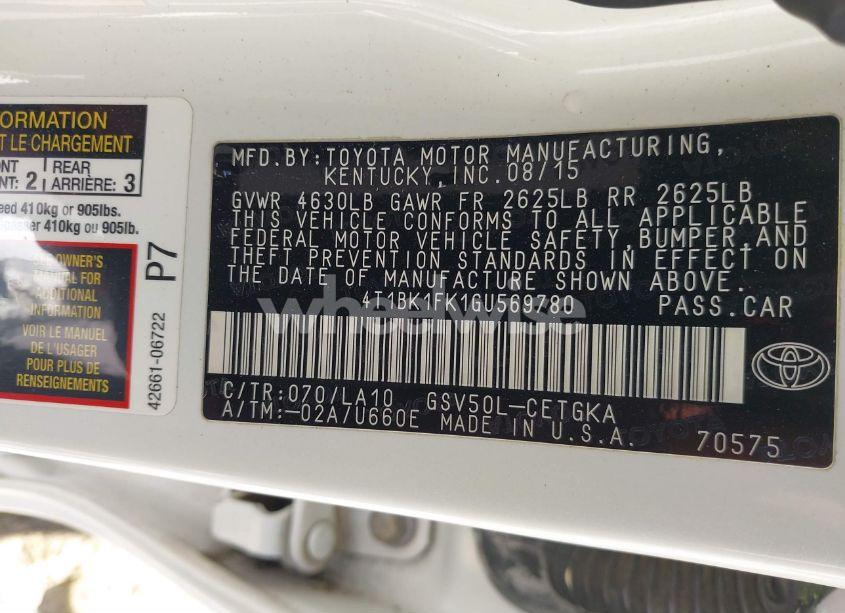 ORMATION
T LE CHARGEMENT
ONT REAR
NT: 2 ARRIÈRE: 3
eed 410kg or 905lbs.
410kg ou 905lb.
OWNER'S
MANUAL FOR
ADDITIONAL
INFORMATION
VOIR LE MANUEL
DE L'USAGER
POUR PLUS DE
RENSEIGNEMENTS
P7
42661-06722
MFD.BY:TOYOTA MOTOR MANUFACTURING,
KENTUCKY,INC.08/15
GVWR 4630LB GAWR FR 2625LB RR 2625LB
THIS VEHICLE CONFORMS TO ALL APPLICABLE
FEDERAL MOTOR VEHICLE SAFETY,BUMPER,AND
THEFT PREVENTION STANDARDS IN EFFECT ON
THE DATE OF MANUFACTURE SHOWN ABOVE.
4T1BK1FK1GU569780 PASS.CAR
wheelwise
C/TR:070/LA10 GSV50L-CETGKA
A/TM:-02A/U660E MADE IN U.S.A. 70575